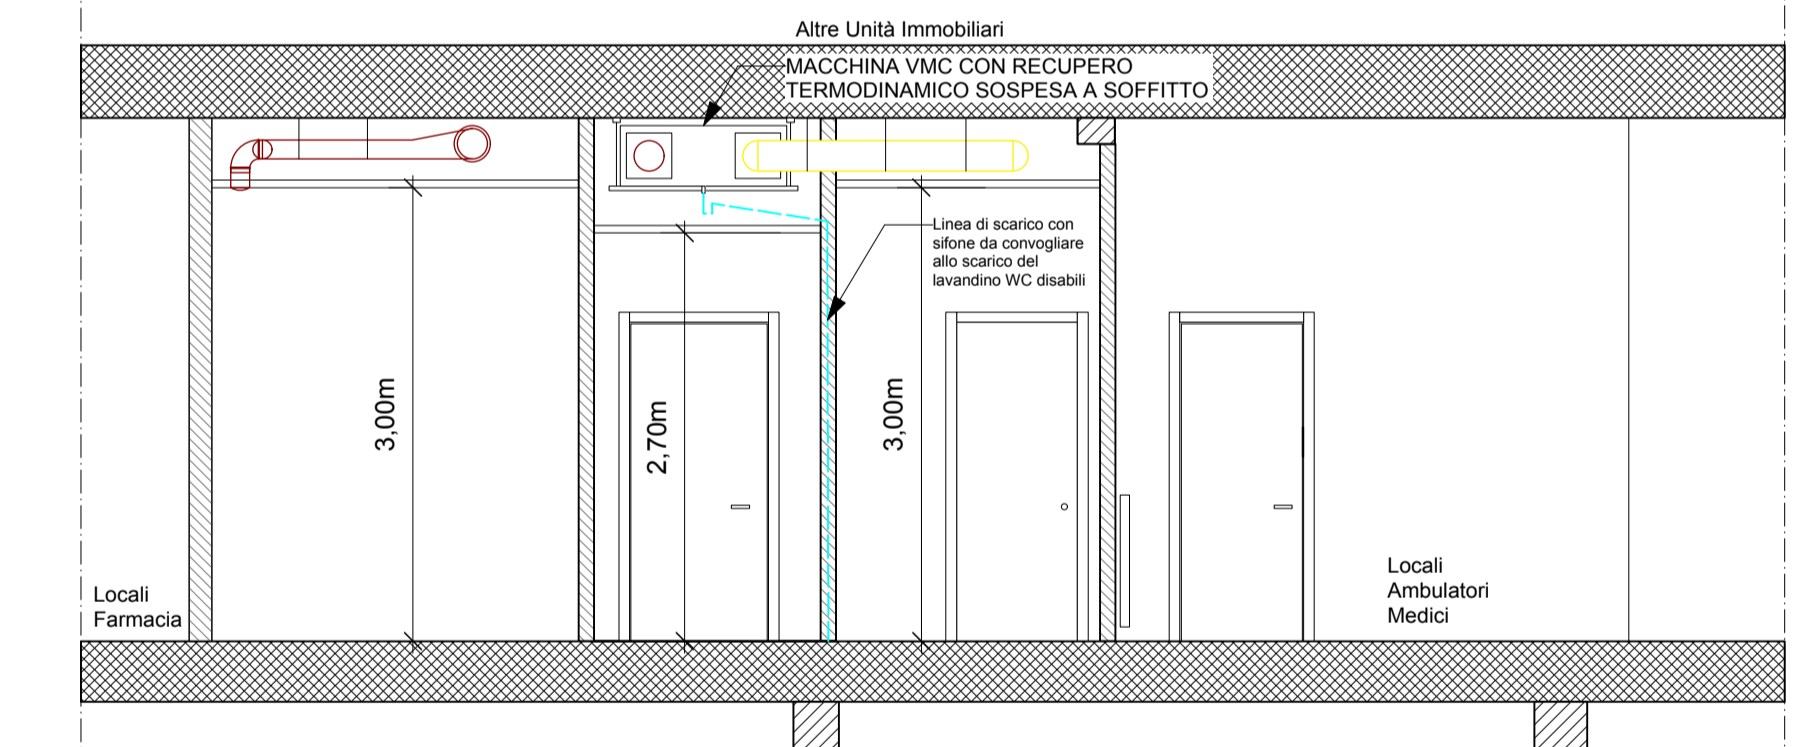 Altre Unità Immobiliari
MACCHINA VMC CON RECUPERO
TERMODINAMICO SOSPESA A SOFFITTO
Linea di scarico con
sifone da convogliare
allo scarico del
lavandino WC disabili
3,00m
2,70m
3,00m
Locali
Farmacia
Locali
Ambulatori
Medici